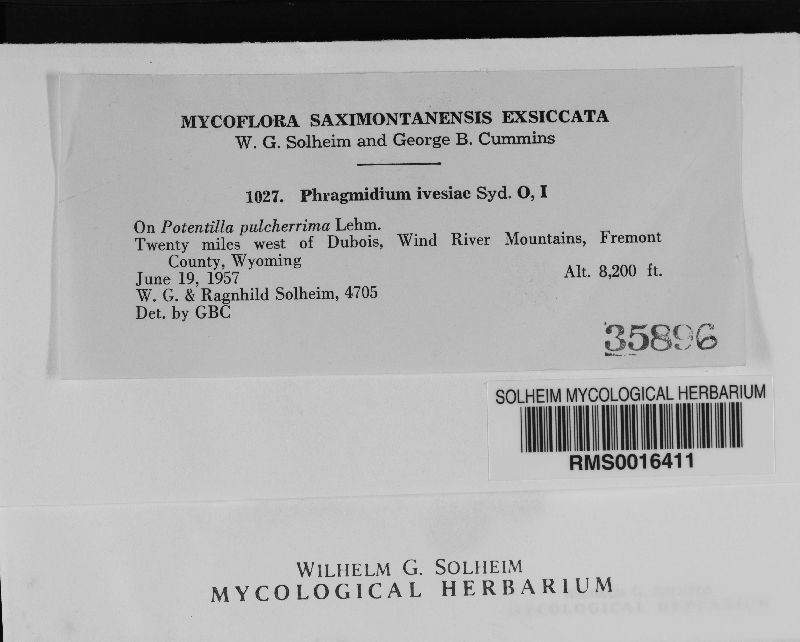 MYCOFLORA SAXIMONTANENSIS EXSICCATA
W. G. Solheim and George B. Cummins
1027. Phragmidium ivesiae Syd. O, I
On Potentilla pulcherrima Lehm.
Twenty miles west of Dubois, Wind River Mountains, Fremont
County, Wyoming
June 19, 1957 Alt. 8,200 ft.
W. G. & Ragnhild Solheim, 4705
Det. by GBC
35896
SOLHEIM MYCOLOGICAL HERBARIUM
RMS0016411
WILHELM G. SOLHEIM
MYCOLOGICAL HERBARIUM